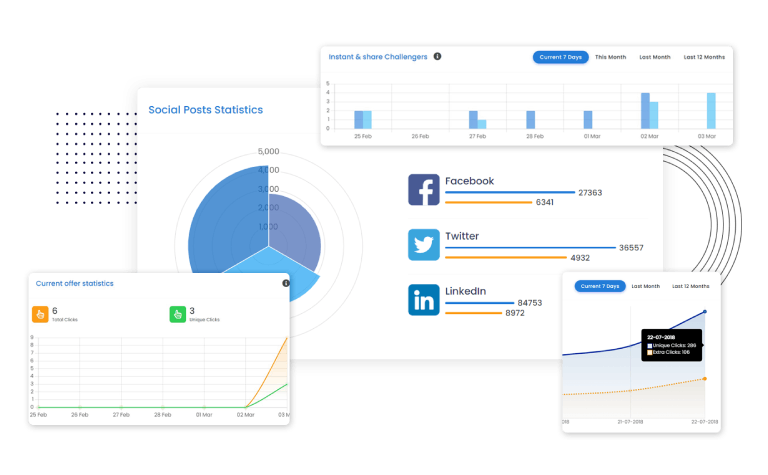 Instant & share Challengers
Current 7 Days This Month Last Month Last 12 Months
5
4
3
2
1
0
25 Feb 26 Feb 27 Feb 28 Feb 01 Mar 02 Mar 03 Mar
Social Posts Statistics
5,000
4,000
3,000
2,000
1,000
Facebook
27363
6341
Twitter
36557
4932
LinkedIn
84753
8972
Current offer statistics
6
Total Clicks
3
Unique Clicks
9
8
7
6
5
4
3
2
1
0
25 Feb 26 Feb 27 Feb 28 Feb 01 Mar 02 Mar 03 M
Current 7 Days Last Month Last 12 Months
22-07-2018
Unique Clicks: 286
Extra Clicks: 106
018 21-07-2018 22-07-2018